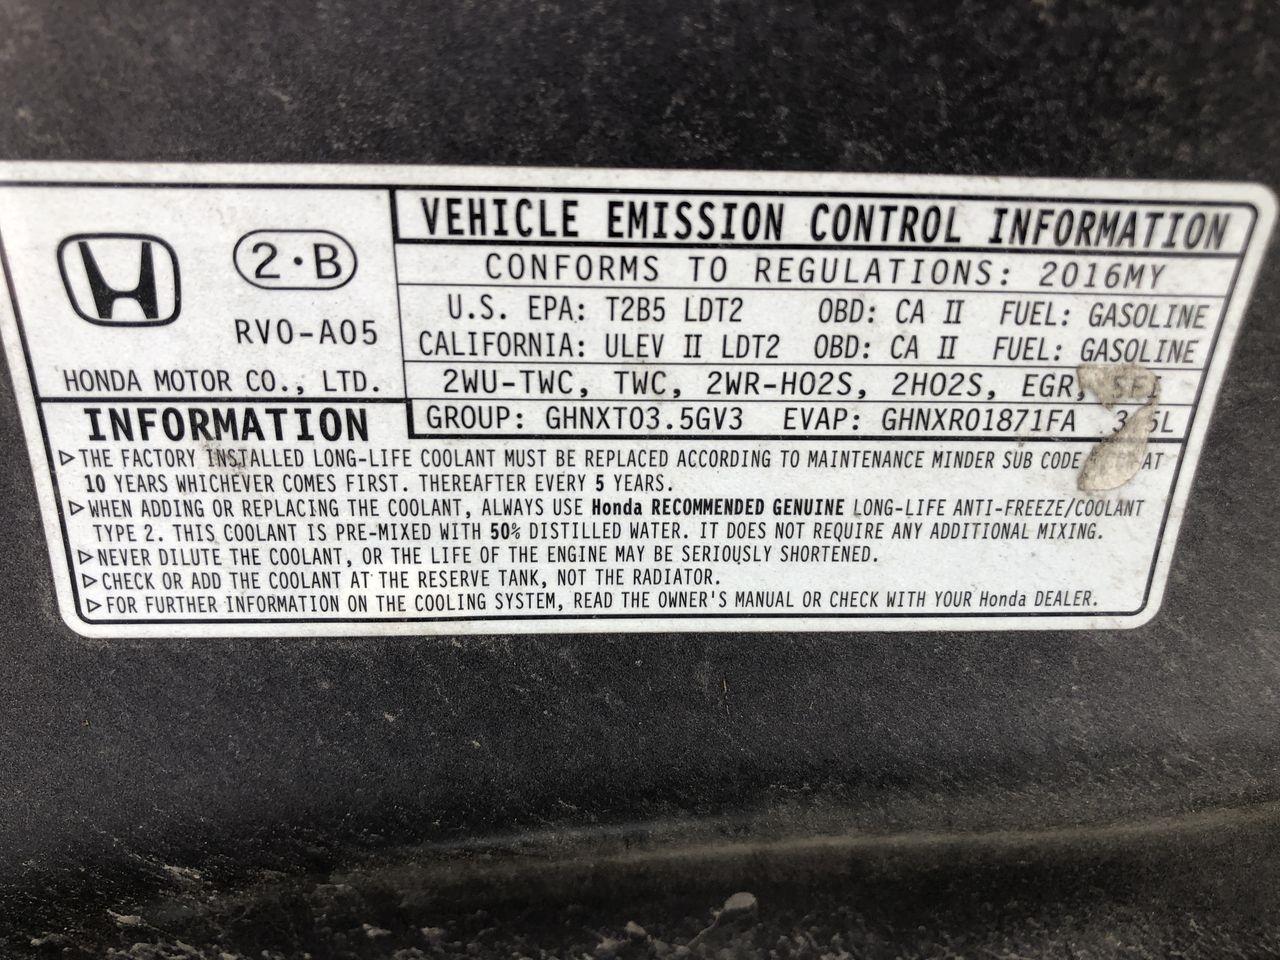 VEHICLE EMISSION CONTROL INFORMATION
2·B
RV0-A05
HONDA MOTOR CO., LTD.
CONFORMS TO REGULATIONS: 2016MY
U.S. EPA: T2B5 LDT2 OBD: CA II FUEL: GASOLINE
CALIFORNIA: ULEV II LDT2 OBD: CA II FUEL: GASOLINE
2WU-TWC, TWC, 2WR-HO2S, 2HO2S, EGR, SFI
GROUP: GHNXT03.5GV3 EVAP: GHNXR01871FA 3.5L
INFORMATION
▷THE FACTORY INSTALLED LONG-LIFE COOLANT MUST BE REPLACED ACCORDING TO MAINTENANCE MINDER SUB CODE AT
10 YEARS WHICHEVER COMES FIRST. THEREAFTER EVERY 5 YEARS.
▷WHEN ADDING OR REPLACING THE COOLANT, ALWAYS USE Honda RECOMMENDED GENUINE LONG-LIFE ANTI-FREEZE/COOLANT
TYPE 2. THIS COOLANT IS PRE-MIXED WITH 50% DISTILLED WATER. IT DOES NOT REQUIRE ANY ADDITIONAL MIXING.
▷NEVER DILUTE THE COOLANT, OR THE LIFE OF THE ENGINE MAY BE SERIOUSLY SHORTENED.
▷CHECK OR ADD THE COOLANT AT THE RESERVE TANK, NOT THE RADIATOR.
▷FOR FURTHER INFORMATION ON THE COOLING SYSTEM, READ THE OWNER'S MANUAL OR CHECK WITH YOUR Honda DEALER.